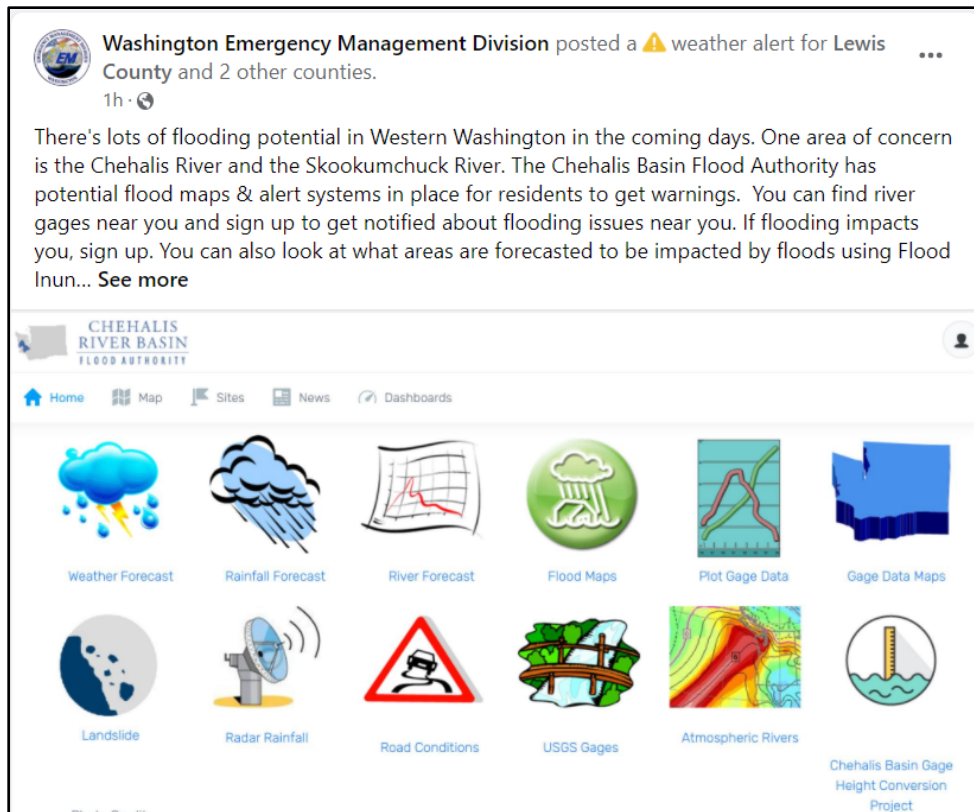 Washington Emergency Management Division posted a ⚠ weather alert for Lewis
County and 2 other counties.
1h ·
There's lots of flooding potential in Western Washington in the coming days. One area of concern
is the Chehalis River and the Skookumchuck River. The Chehalis Basin Flood Authority has
potential flood maps & alert systems in place for residents to get warnings.  You can find river
gages near you and sign up to get notified about flooding issues near you. If flooding impacts
you, sign up. You can also look at what areas are forecasted to be impacted by floods using Flood
Inun... See more
CHEHALIS
RIVER BASIN
FLOOD AUTHORITY
Home Map Sites News Dashboards
Weather Forecast Rainfall Forecast River Forecast Flood Maps Plot Gage Data Gage Data Maps
Landslide Radar Rainfall Road Conditions USGS Gages Atmospheric Rivers
Chehalis Basin Gage
Height Conversion
Project